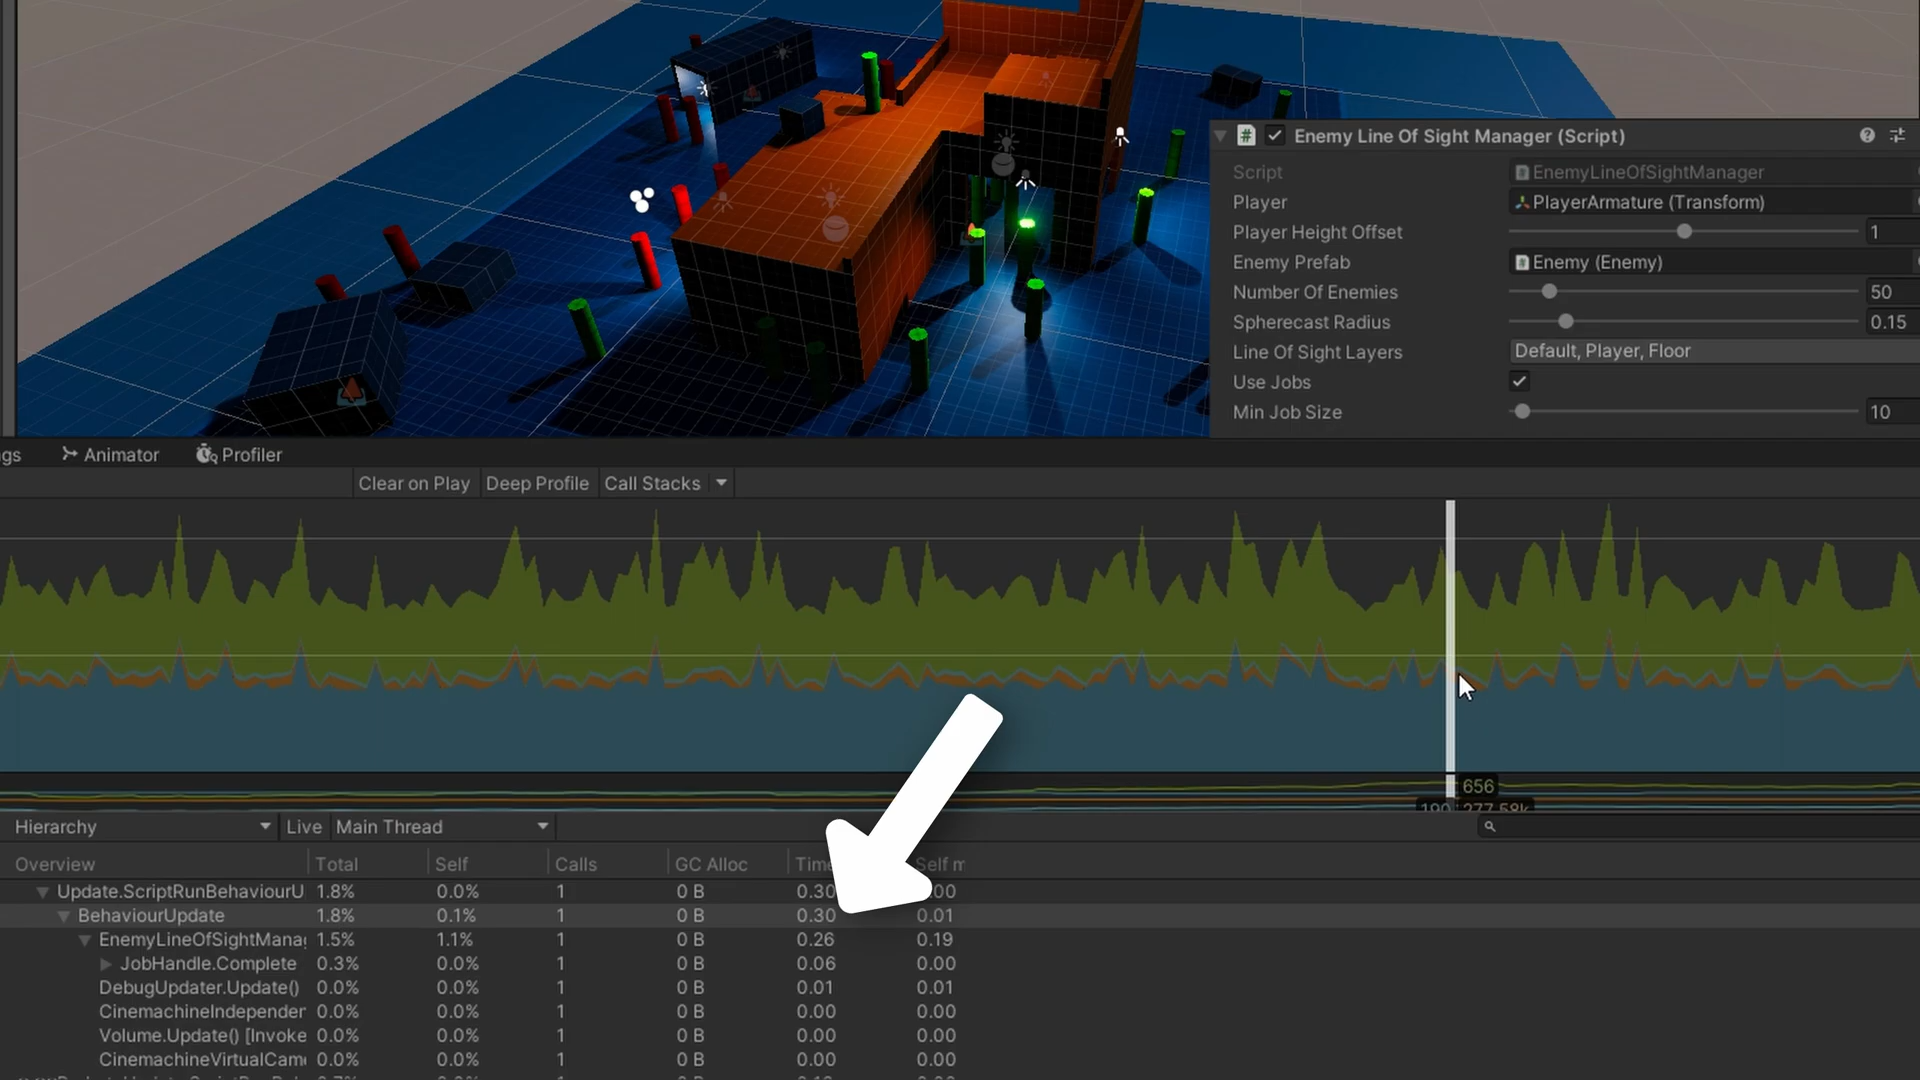 Enemy Line Of Sight Manager (Script)
Script EnemyLineOfSightManager
Player PlayerArmature (Transform)
Player Height Offset 1
Enemy Prefab Enemy (Enemy)
Number Of Enemies 50
Spherecast Radius 0.15
Line Of Sight Layers Default, Player, Floor
Use Jobs
Min Job Size 10
gs Animator Profiler
Clear on Play Deep Profile Call Stacks
656
277.58k
Hierarchy Live Main Thread
Overview Total Self Calls GC Alloc Time Self m
Update.ScriptRunBehaviourU 1.8% 0.0% 1 0 B 0.30 .00
BehaviourUpdate 1.8% 0.1% 1 0 B 0.30 0.01
EnemyLineOfSightMana 1.5% 1.1% 1 0 B 0.26 0.19
JobHandle.Complete 0.3% 0.0% 1 0 B 0.06 0.00
DebugUpdater.Update() 0.0% 0.0% 1 0 B 0.01 0.01
CinemachineIndependen 0.0% 0.0% 1 0 B 0.00 0.00
Volume.Update() [Invoke 0.0% 0.0% 1 0 B 0.00 0.00
CinemachineVirtualCam 0.0% 0.0% 1 0 B 0.00 0.00